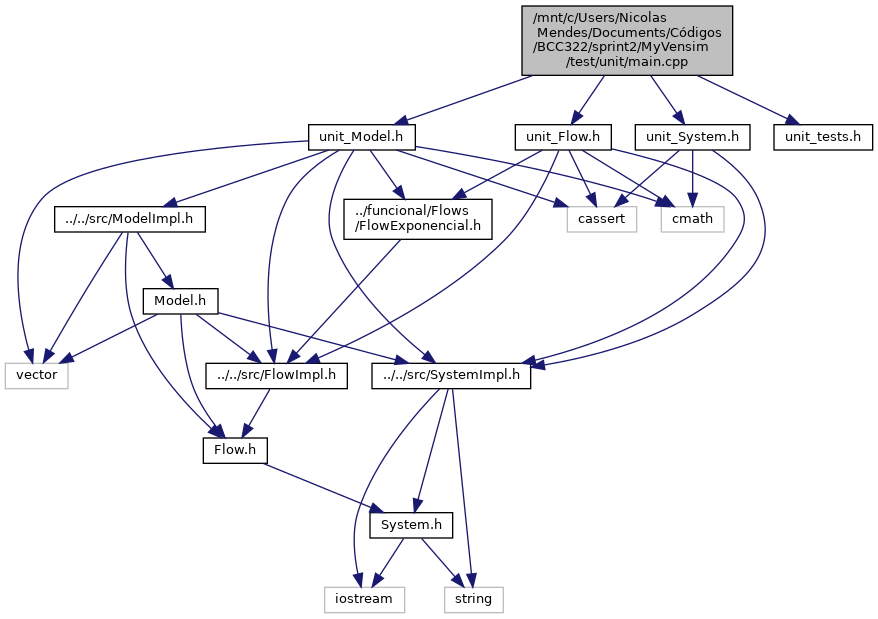 /mnt/c/Users/Nicolas
Mendes/Documents/Códigos
/BCC322/sprint2/MyVensim
/test/unit/main.cpp
unit_Model.h
unit_Flow.h
unit_System.h
unit_tests.h
../../src/ModelImpl.h
../funcional/Flows
/FlowExponencial.h
cassert
cmath
Model.h
vector
../../src/FlowImpl.h
../../src/SystemImpl.h
Flow.h
System.h
iostream
string